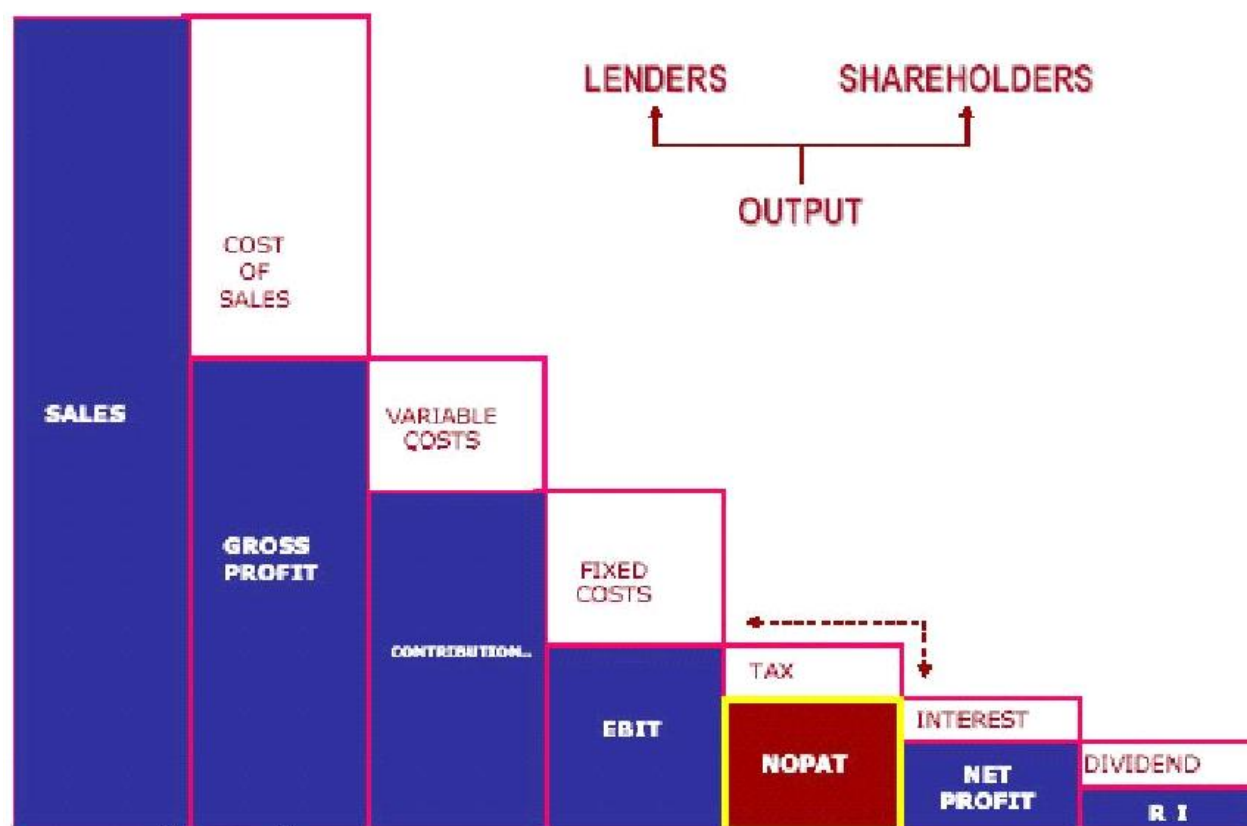 LENDERS
SHAREHOLDERS
OUTPUT
COST
OF
SALES
SALES
VARIABLE
COSTS
GROSS
PROFIT
FIXED
COSTS
CONTRIBUTION..
TAX
EBIT
NOPAT
INTEREST
NET
PROFIT
DIVIDEND
R I